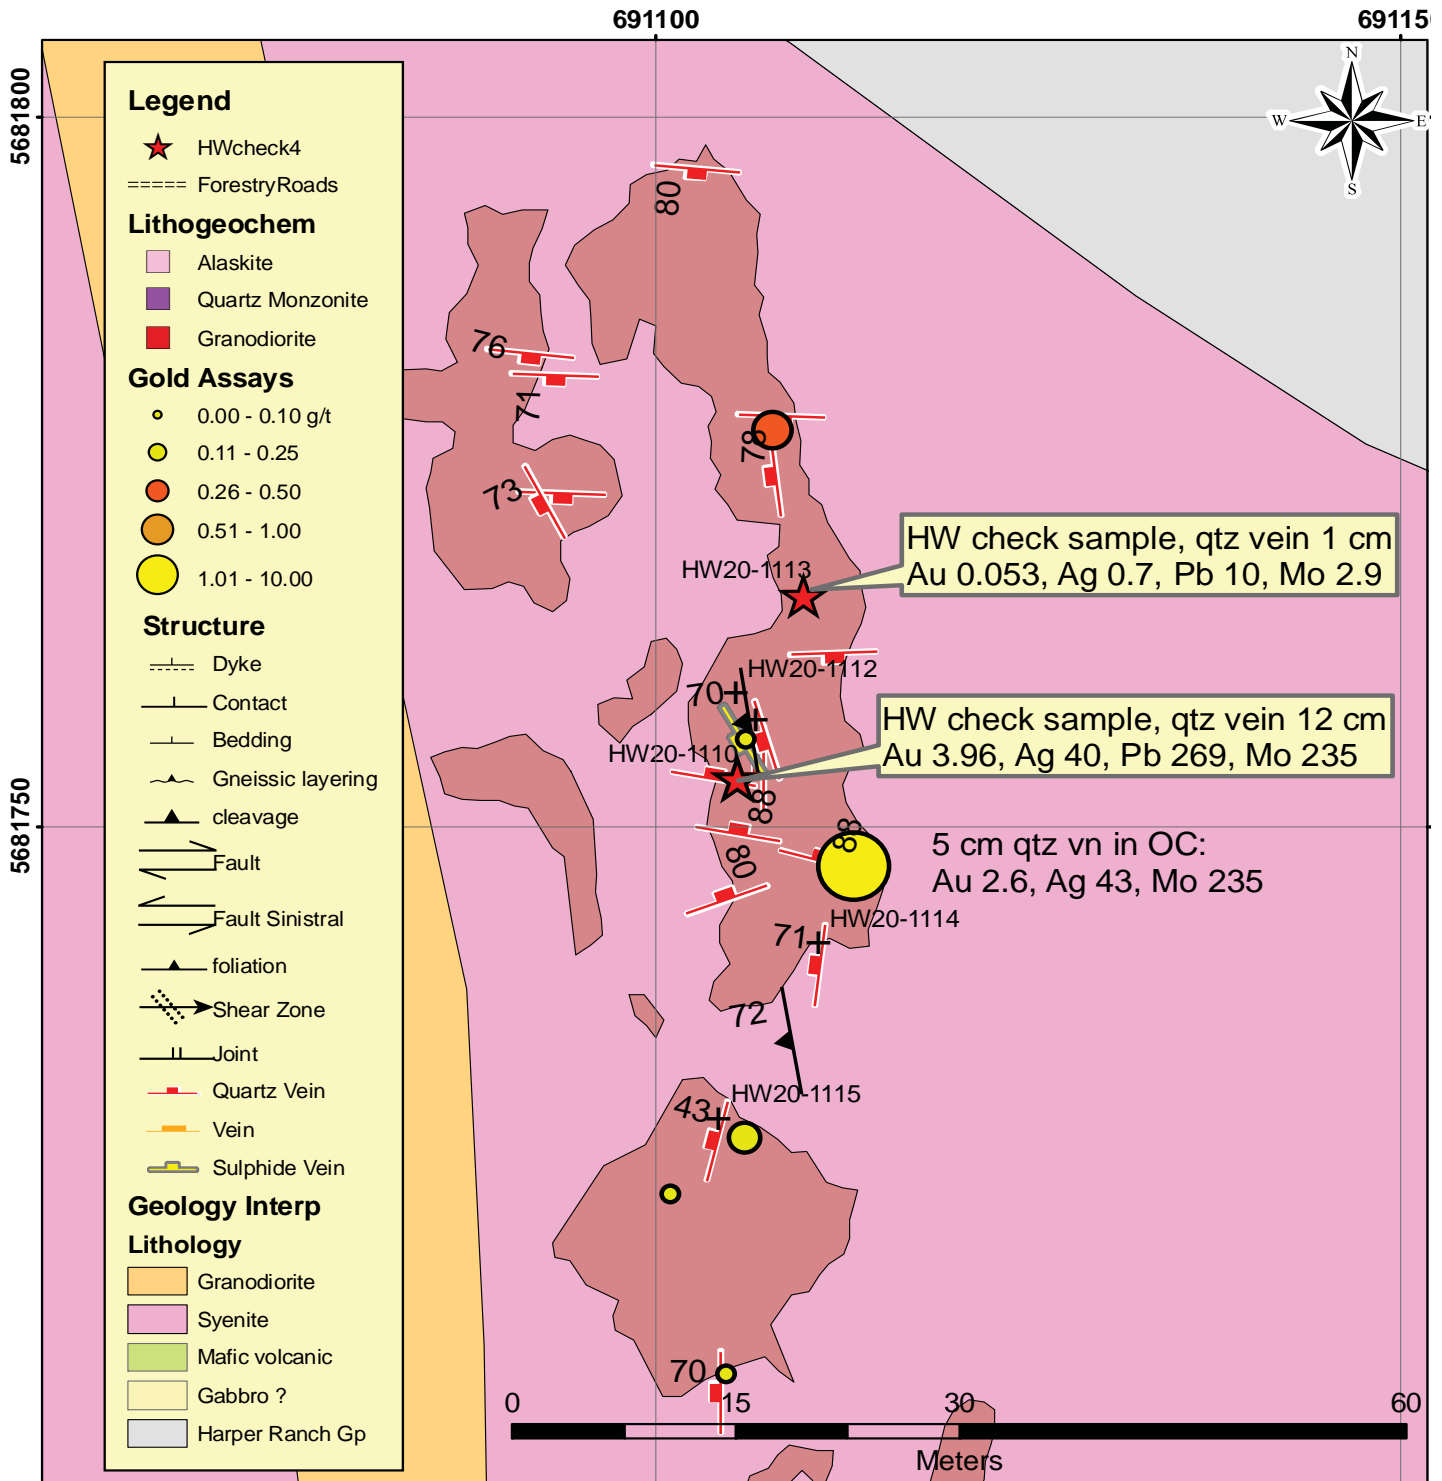 691100
691150
5681800
5681750
N
W
E
S
Legend
HWcheck4
ForestryRoads
Lithogeochem
Alaskite
Quartz Monzonite
Granodiorite
Gold Assays
0.00 - 0.10 g/t
0.11 - 0.25
0.26 - 0.50
0.51 - 1.00
1.01 - 10.00
Structure
Dyke
Contact
Bedding
Gneissic layering
cleavage
Fault
Fault Sinistral
foliation
Shear Zone
Joint
Quartz Vein
Vein
Sulphide Vein
Geology Interp
Lithology
Granodiorite
Syenite
Mafic volcanic
Gabbro ?
Harper Ranch Gp
80
76
71
78
73
HW20-1113
HW check sample, qtz vein 1 cm
Au 0.053, Ag 0.7, Pb 10, Mo 2.9
HW20-1112
70
HW20-1110
HW check sample, qtz vein 12 cm
Au 3.96, Ag 40, Pb 269, Mo 235
88
88
80
5 cm qtz vn in OC:
Au 2.6, Ag 43, Mo 235
HW20-1114
71
72
HW20-1115
43
70
0
15
30
60
Meters